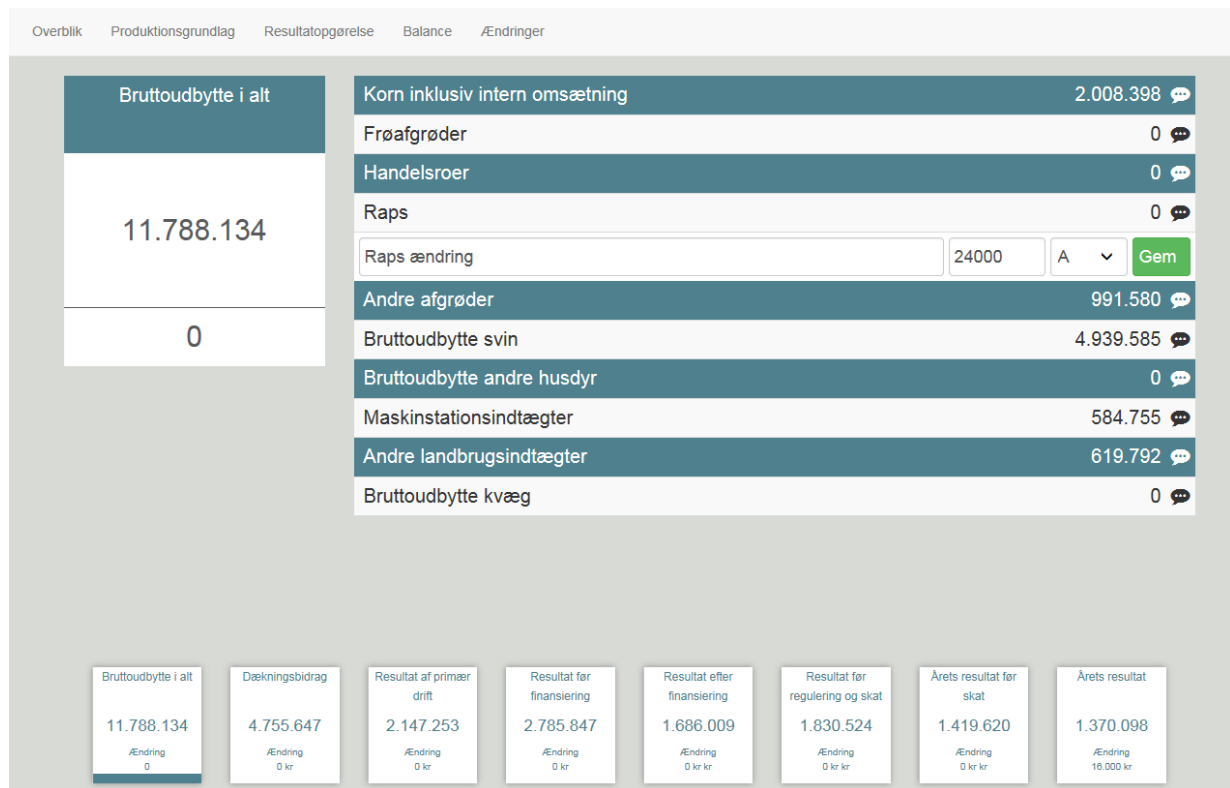 Overblik Produktionsgrundlag Resultatopgørelse Balance Ændringer
Bruttoudbytte i alt
11.788.134
0
Korn inklusiv intern omsætning 2.008.398
Frøafgrøder 0
Handelsroer 0
Raps 0
Raps ændring 24000 A Gem
Andre afgrøder 991.580
Bruttoudbytte svin 4.939.585
Bruttoudbytte andre husdyr 0
Maskinstationsindtægter 584.755
Andre landbrugsindtægter 619.792
Bruttoudbytte kvæg 0
Bruttoudbytte i alt
11.788.134
Ændring
0
Dækningsbidrag
4.755.647
Ændring
0 kr
Resultat af primær
drift
2.147.253
Ændring
0 kr
Resultat før
finansiering
2.785.847
Ændring
0 kr
Resultat efter
finansiering
1.686.009
Ændring
0 kr kr
Resultat før
regulering og skat
1.830.524
Ændring
0 kr kr
Årets resultat før
skat
1.419.620
Ændring
0 kr kr
Årets resultat
1.370.098
Ændring
16.000 kr